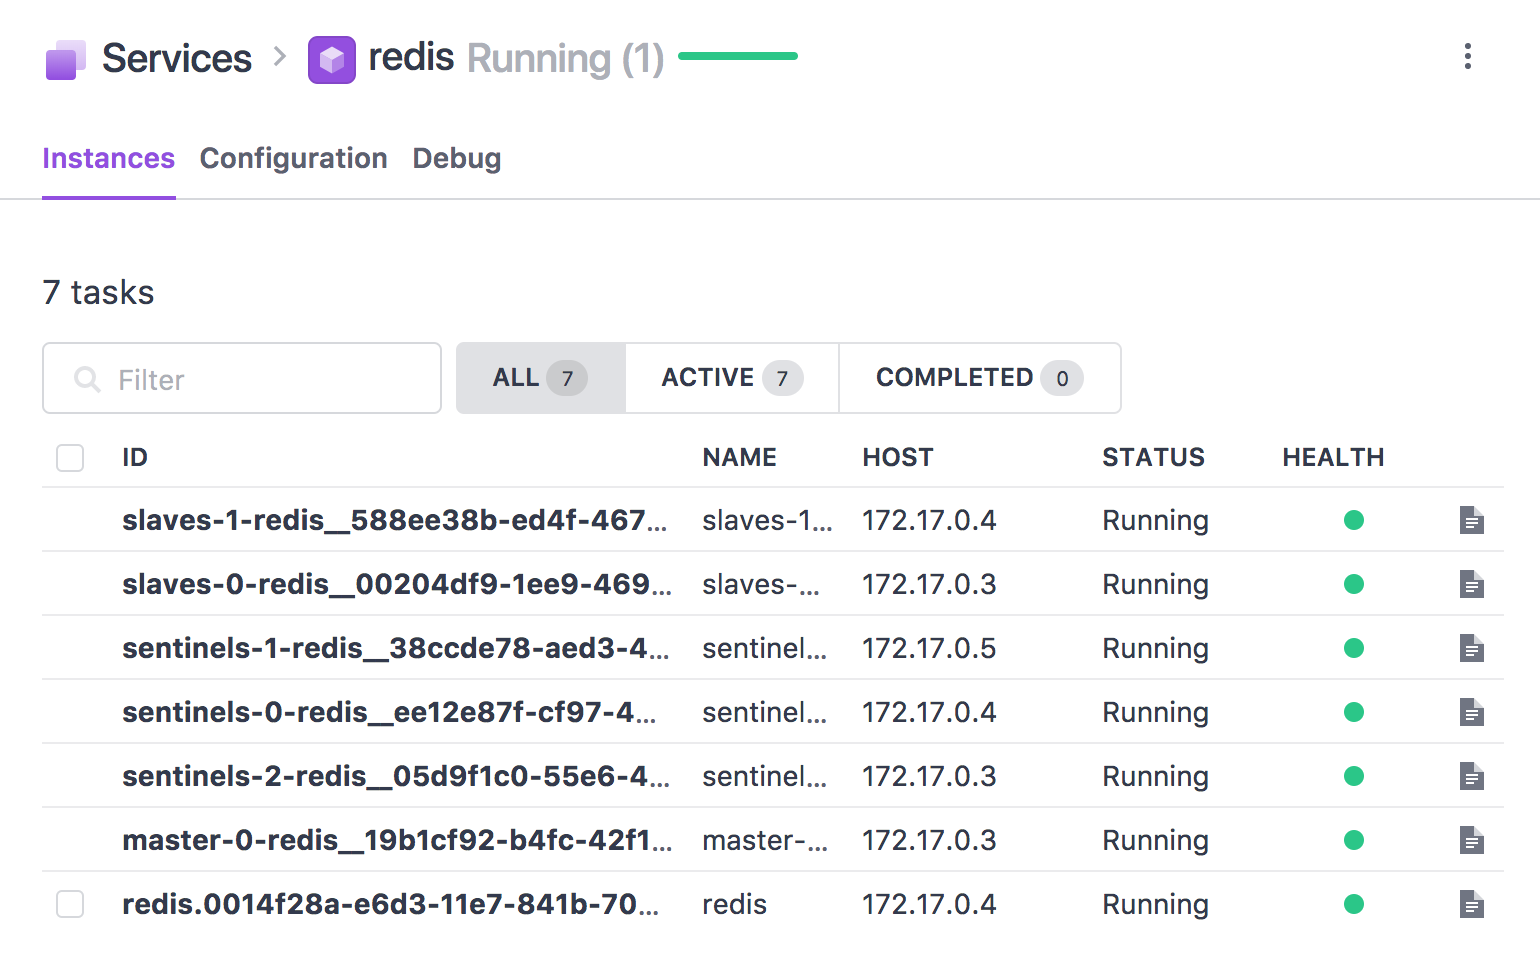 Services > redis Running (1)
Instances Configuration Debug
7 tasks
Filter ALL 7 ACTIVE 7 COMPLETED 0
ID NAME HOST STATUS HEALTH
slaves-1-redis__588ee38b-ed4f-467... slaves-1... 172.17.0.4 Running
slaves-0-redis__00204df9-1ee9-469... slaves-... 172.17.0.3 Running
sentinels-1-redis__38ccde78-aed3-4... sentinel... 172.17.0.5 Running
sentinels-0-redis__ee12e87f-cf97-4... sentinel... 172.17.0.4 Running
sentinels-2-redis__05d9f1c0-55e6-4... sentinel... 172.17.0.3 Running
master-0-redis__19b1cf92-b4fc-42f1... master-... 172.17.0.3 Running
redis.0014f28a-e6d3-11e7-841b-70... redis 172.17.0.4 Running